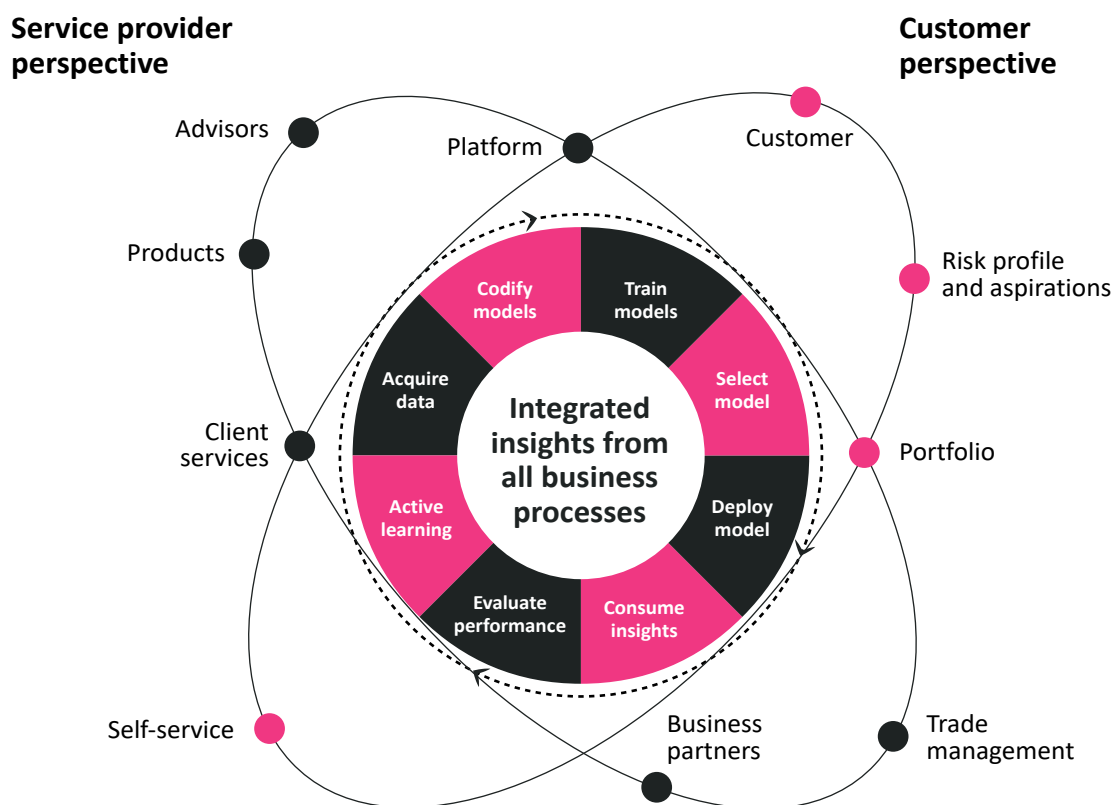 Service provider
perspective
Customer
perspective
Advisors
Platform
Customer
Products
Risk profile
and aspirations
Codify
models
Train
models
Acquire
data
Select
model
Integrated
insights from
all business
processes
Client
services
Portfolio
Active
learning
Deploy
model
Evaluate
performance
Consume
insights
Self-service
Business
partners
Trade
management